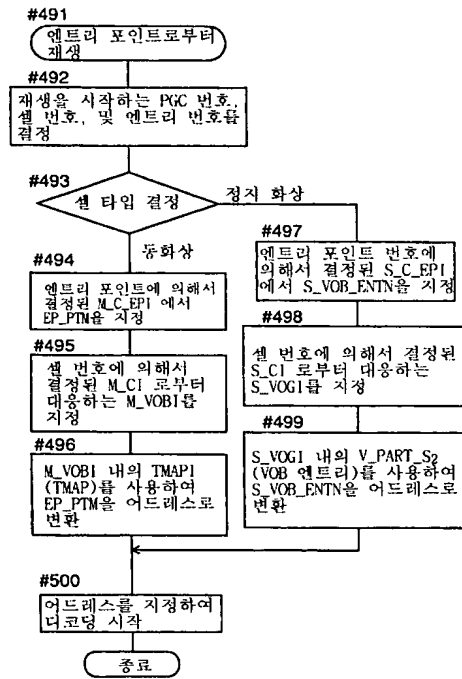 #491
엔트리 포인트로부터
재생
#492
재생을 시작하는 PGC 번호,
셀 번호, 및 엔트리 번호를
결정
#493
셀 타입 결정
정지 화상
동화상
#494
엔트리 포인트에 의해서
결정된 M_C_EPI 에서
EP_PTM을 지정
#495
셀 번호에 의해서
결정된 M_CI 로부터
대응하는 M_VOBI를
지정
#496
M_VOBI 내의 TMAPI
(TMAP)를 사용하여
EP_PTM을 어드레스로
변환
#497
엔트리 포인트 번호에
의해서 결정된 S_C_EPI
에서 S_VOB_ENTN을 지정
#498
셀 번호에 의해서 결정된
S_CI 로부터 대응하는
S_VOGI를 지정
#499
S_VOGI 내의 V_PART_S2
(VOB 엔트리)를 사용하여
S_VOB_ENTN을 어드레스로
변환
#500
어드레스를 지정하여
디코딩 시작
종료